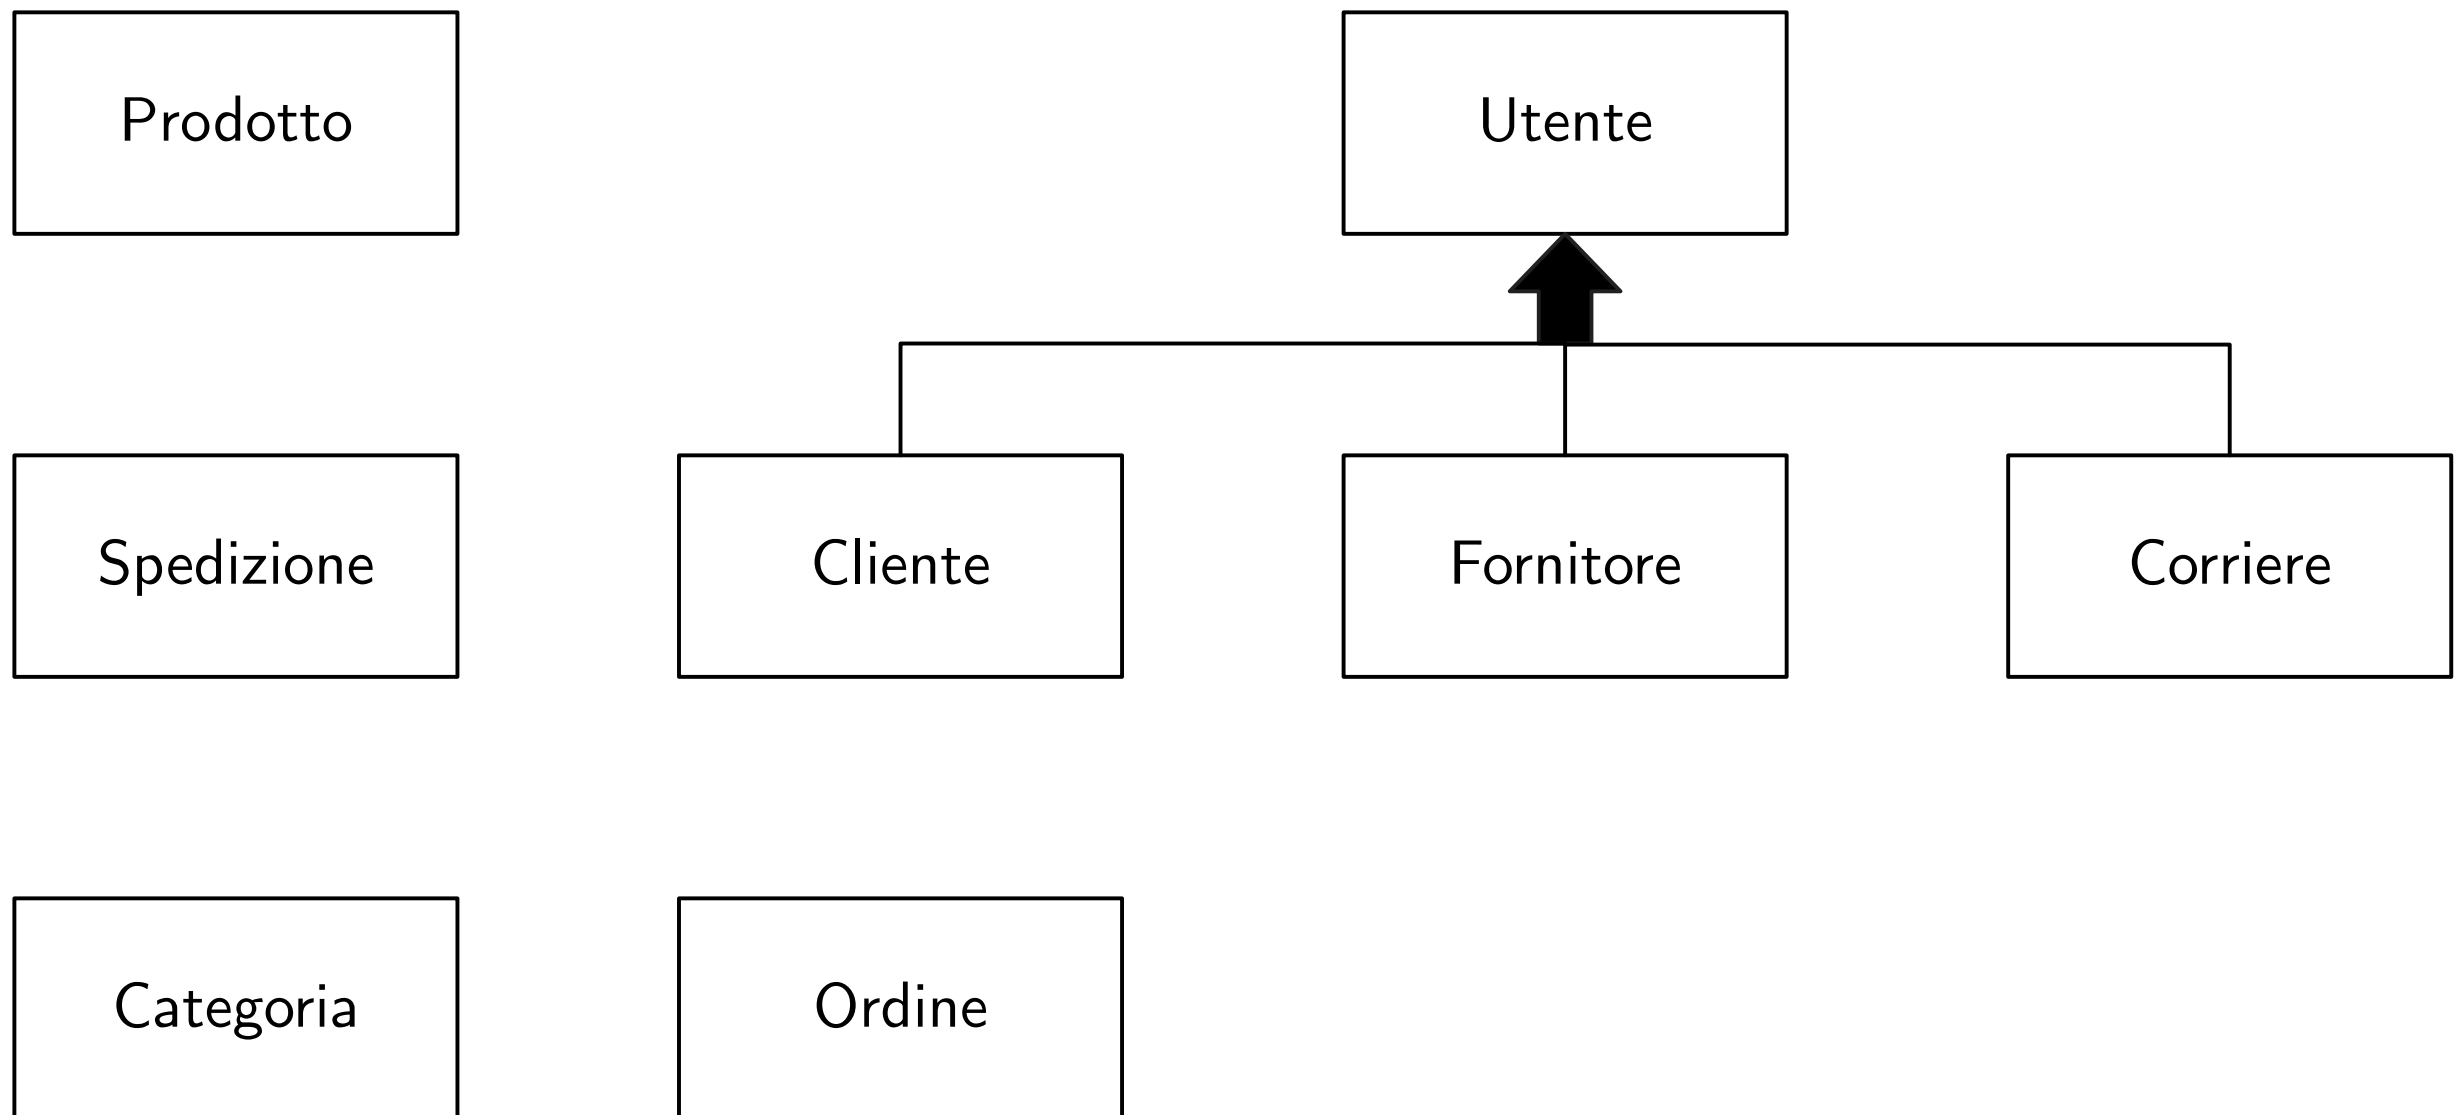 Prodotto
Utente
Spedizione
Cliente
Fornitore
Corriere
Categoria
Ordine